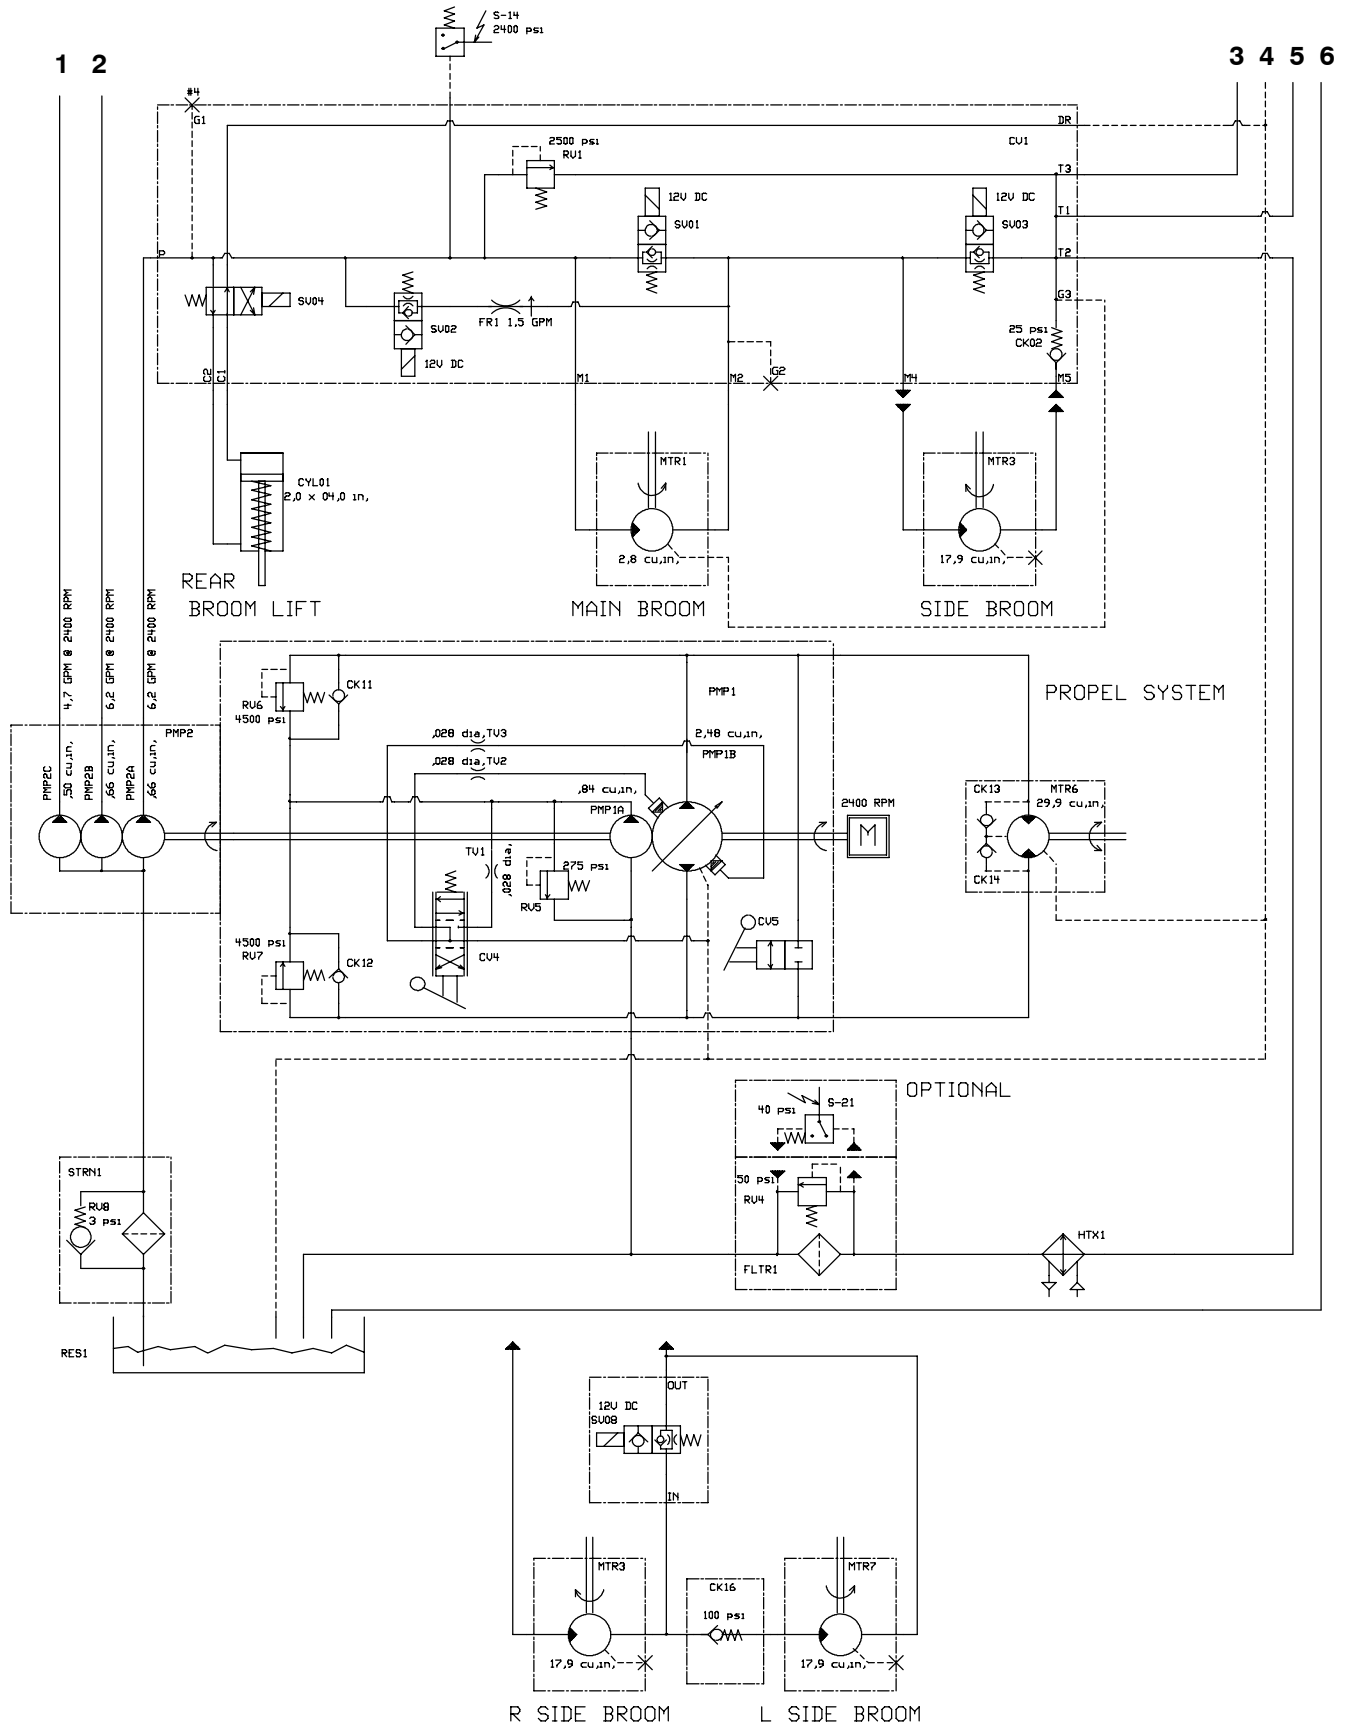 S-14
2400 psi
1 2
3 4 5 6
#4
G1
DR
CV1
2500 psi
RV1
T3
12V DC
12V DC
T1
SV01
SV03
P
T2
G3
SV04
FR1 1,5 GPM
SV02
25 psi
CK02
12V DC
C2
C1
M1
M2
G2
M4
M5
MTR1
MTR3
CYL01
2,0 x 04,0 in,
2,8 cu,in,
17,9 cu,in,
REAR
BROOM LIFT
MAIN BROOM
SIDE BROOM
4,7 GPM @ 2400 RPM
6,2 GPM @ 2400 RPM
6,2 GPM @ 2400 RPM
CK11
PMP1
PROPEL SYSTEM
RV6
4500 psi
PMP2
,028 dia,TV3
2,48 cu,in,
PMP1B
,028 dia,TV2
PMP2C
,50 cu,in,
PMP2B
,66 cu,in,
PMP2A
,66 cu,in,
,84 cu,in,
PMP1A
2400 RPM
M
CK13
MTR6
29,9 cu,in,
TV1
,028 dia,
275 psi
RV5
CK14
CV5
4500 psi
RV7
CK12
CV4
OPTIONAL
40 psi
S-21
STRN1
50 psi
RV4
RV8
3 psi
HTX1
FLTR1
RES1
OUT
12V DC
SV08
IN
MTR3
MTR7
CK16
100 psi
17,9 cu,in,
17,9 cu,in,
R SIDE BROOM
L SIDE BROOM